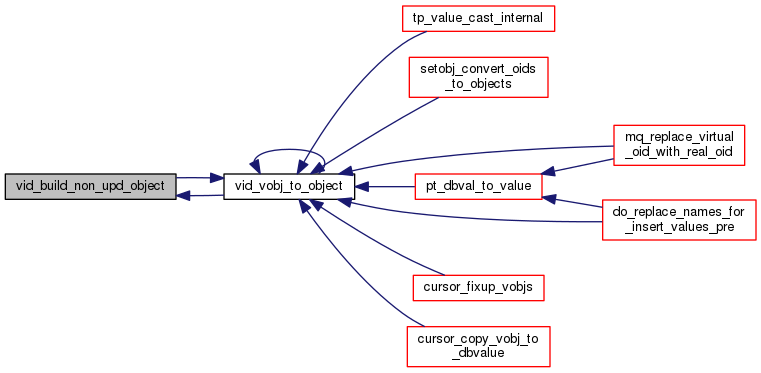 tp_value_cast_internal
setobj_convert_oids
_to_objects
mq_replace_virtual
_oid_with_real_oid
vid_build_non_upd_object
vid_vobj_to_object
pt_dbval_to_value
do_replace_names_for
_insert_values_pre
cursor_fixup_vobjs
cursor_copy_vobj_to
_dbvalue